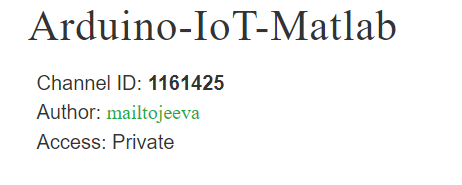 Arduino-IoT-Matlab
Channel ID: 1161425
Author: mailtojeeva
Access: Private